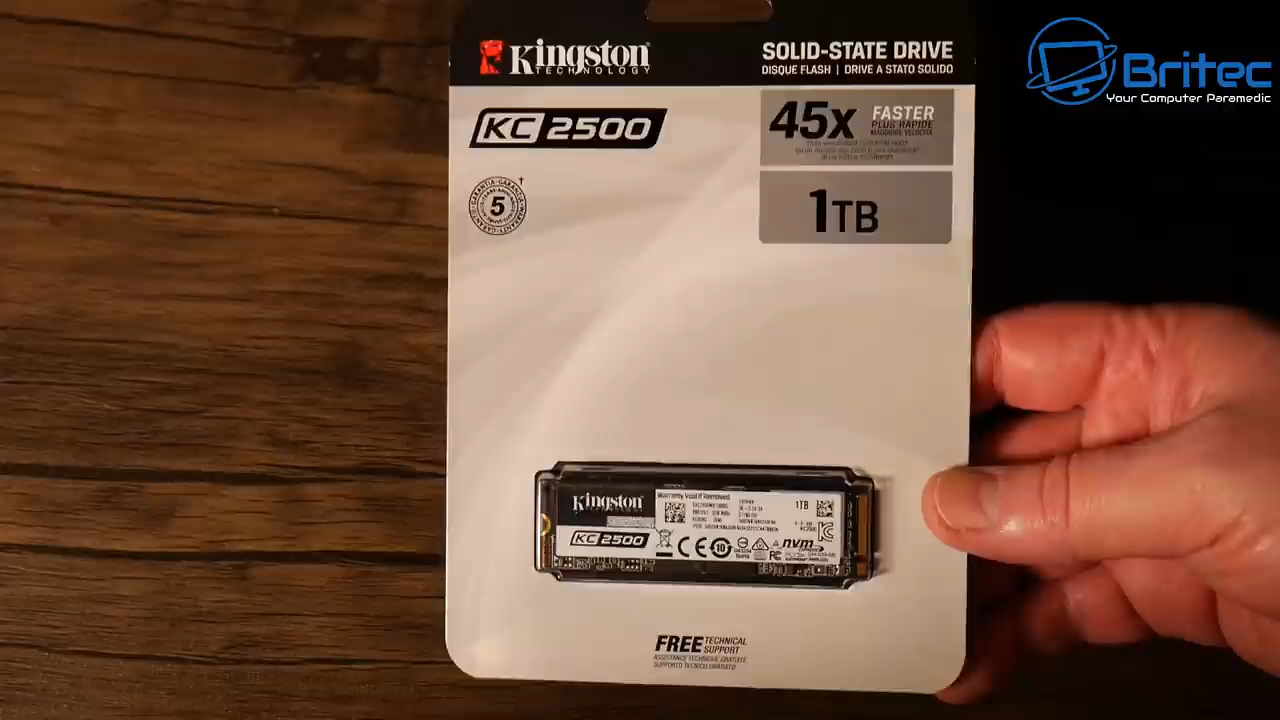 Kingston
TECHNOLOGY
SOLID-STATE DRIVE
DISQUE FLASH | DRIVE A STATO SOLIDO
Britec
Your Computer Paramedic
KC2500
45x FASTER
PLUS RAPIDE
MAGGIORE VELOCITÀ
5
1TB
Kingston
KC2500
Warranty Void If Removed
1TB
nvm
FREE TECHNICAL
SUPPORT
ASSISTANCE TECHNIQUE GRATUITE
SUPPORTO TECNICO GRATUITO